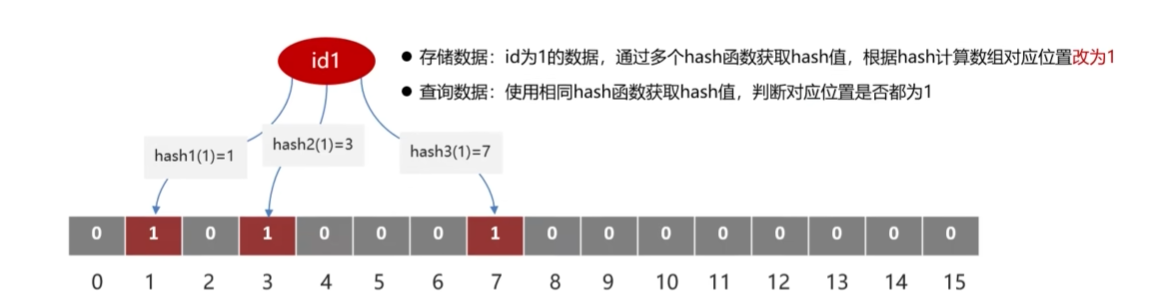 id1
● 存储数据：id为1的数据，通过多个hash函数获取hash值，根据hash计算数组对应位置改为1
● 查询数据：使用相同hash函数获取hash值，判断对应位置是否都为1
hash1(1)=1
hash2(1)=3
hash3(1)=7
0 1 0 1 0 0 0 1 0 0 0 0 0 0 0 0
0 1 2 3 4 5 6 7 8 9 10 11 12 13 14 15